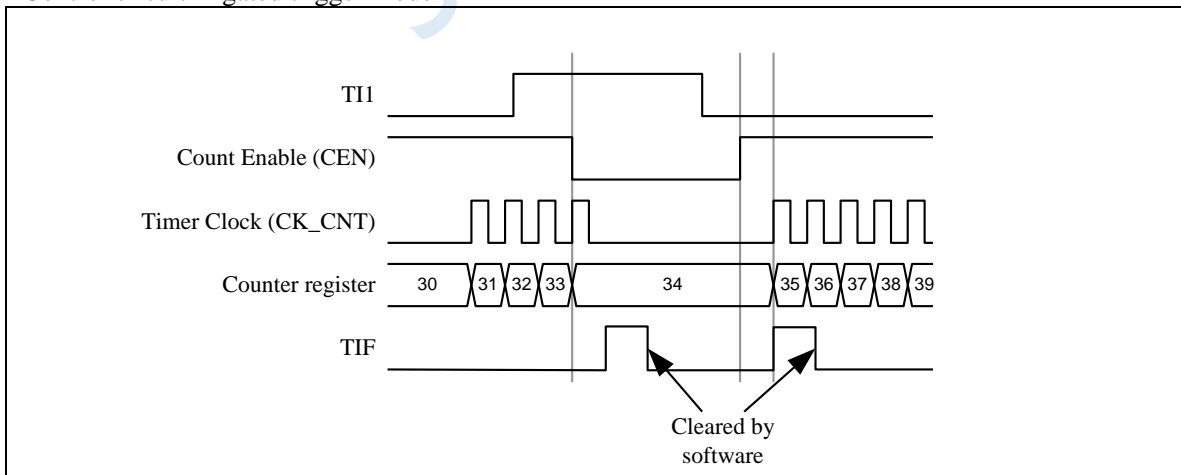 TI1
Count Enable (CEN)
Timer Clock (CK_CNT)
Counter register
30 31 32 33 34 35 36 37 38 39
TIF
Cleared by
software